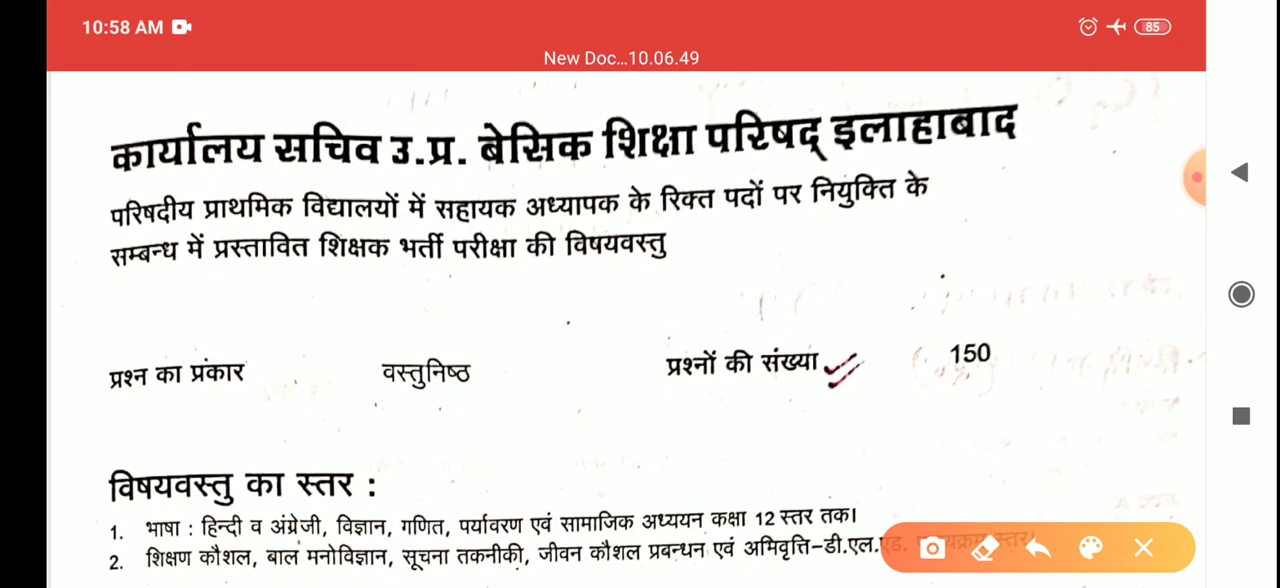 10:58 AM
85
New Doc...10.06.49
कार्यालय सचिव उ.प्र. बेसिक शिक्षा परिषद् इलाहाबाद
परिषदीय प्राथमिक विद्यालयों में सहायक अध्यापक के रिक्त पदों पर नियुक्ति के
सम्बन्ध में प्रस्तावित शिक्षक भर्ती परीक्षा की विषयवस्तु
प्रश्न का प्रंकार वस्तुनिष्ठ प्रश्नों की संख्या 150
विषयवस्तु का स्तर :
1. भाषा : हिन्दी व अंग्रेजी, विज्ञान, गणित, पर्यावरण एवं सामाजिक अध्ययन कक्षा 12 स्तर तक।
2. शिक्षण कौशल, बाल मनोविज्ञान, सूचना तकनीकी, जीवन कौशल प्रबन्धन एवं अभिवृत्ति-डी.एल.एड. स्तर।